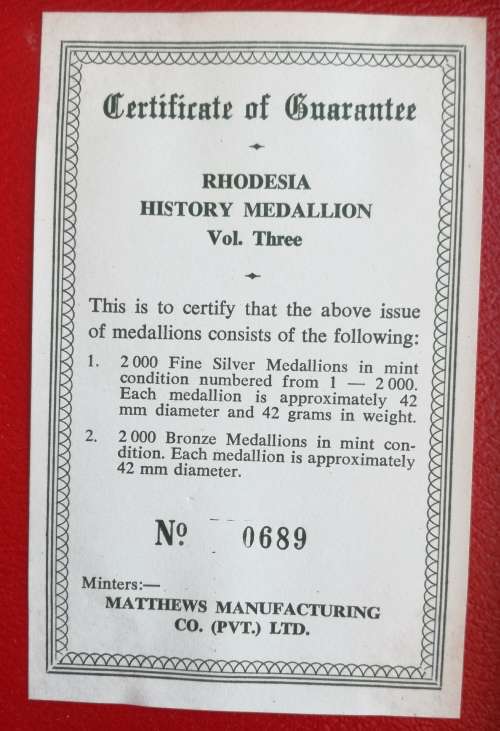 Certificate of Guarantee
RHODESIA
HISTORY MEDALLION
Vol. Three
This is to certify that the above issue
of medallions consists of the following:
1. 2 000 Fine Silver Medallions in mint
condition numbered from 1 — 2 000.
Each medallion is approximately 42
mm diameter and 42 grams in weight.
2. 2 000 Bronze Medallions in mint con-
dition. Each medallion is approximately
42 mm diameter.
Nº 0689
Minters:—
MATTHEWS MANUFACTURING
CO. (PVT.) LTD.